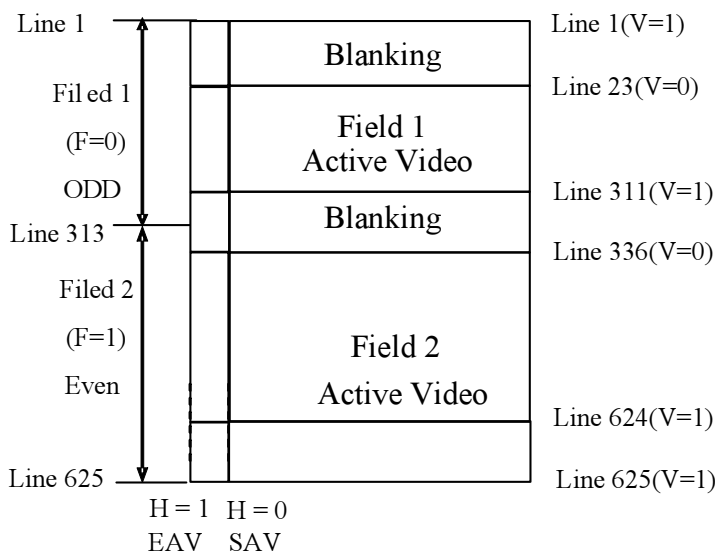 Line 1
Filed 1
(F=0)
ODD
Line 313
Filed 2
(F=1)
Even
Line 625
Blanking
Field 1
Active Video
Blanking
Field 2
Active Video
Line 1(V=1)
Line 23(V=0)
Line 311(V=1)
Line 336(V=0)
Line 624(V=1)
Line 625(V=1)
H = 1 H = 0
EAV SAV